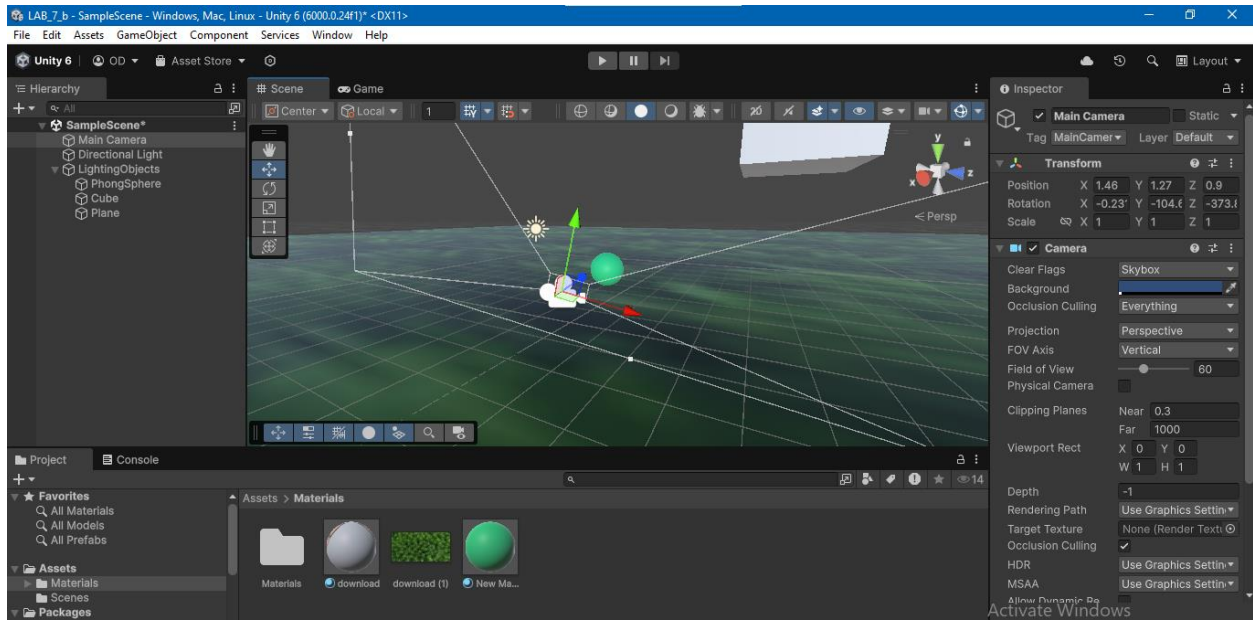 LAB_7_b - SampleScene - Windows, Mac, Linux - Unity 6 (6000.0.24f1)* <DX11>
File Edit Assets GameObject Component Services Window Help
Unity 6 OD Asset Store Layout
Hierarchy
All
SampleScene*
Main Camera
Directional Light
LightingObjects
PhongSphere
Cube
Plane
Scene Game
Center Local 1 2D
y
x z
Persp
Inspector
Main Camera Static
Tag MainCamer Layer Default
Transform
Position X 1.46 Y 1.27 Z 0.9
Rotation X -0.23 Y -104.6 Z -373.8
Scale X 1 Y 1 Z 1
Camera
Clear Flags Skybox
Background
Occlusion Culling Everything
Projection Perspective
FOV Axis Vertical
Field of View 60
Physical Camera
Clipping Planes Near 0.3
Far 1000
Viewport Rect X 0 Y 0
W 1 H 1
Depth -1
Rendering Path Use Graphics Settin
Target Texture None (Render Textu
Occlusion Culling
HDR Use Graphics Settin
MSAA Use Graphics Settin
Allow Dynamic Re
Activate Windows
Project Console
14
Favorites
All Materials
All Models
All Prefabs
Assets
Materials
Scenes
Packages
Assets > Materials
Materials download download (1) New Ma...